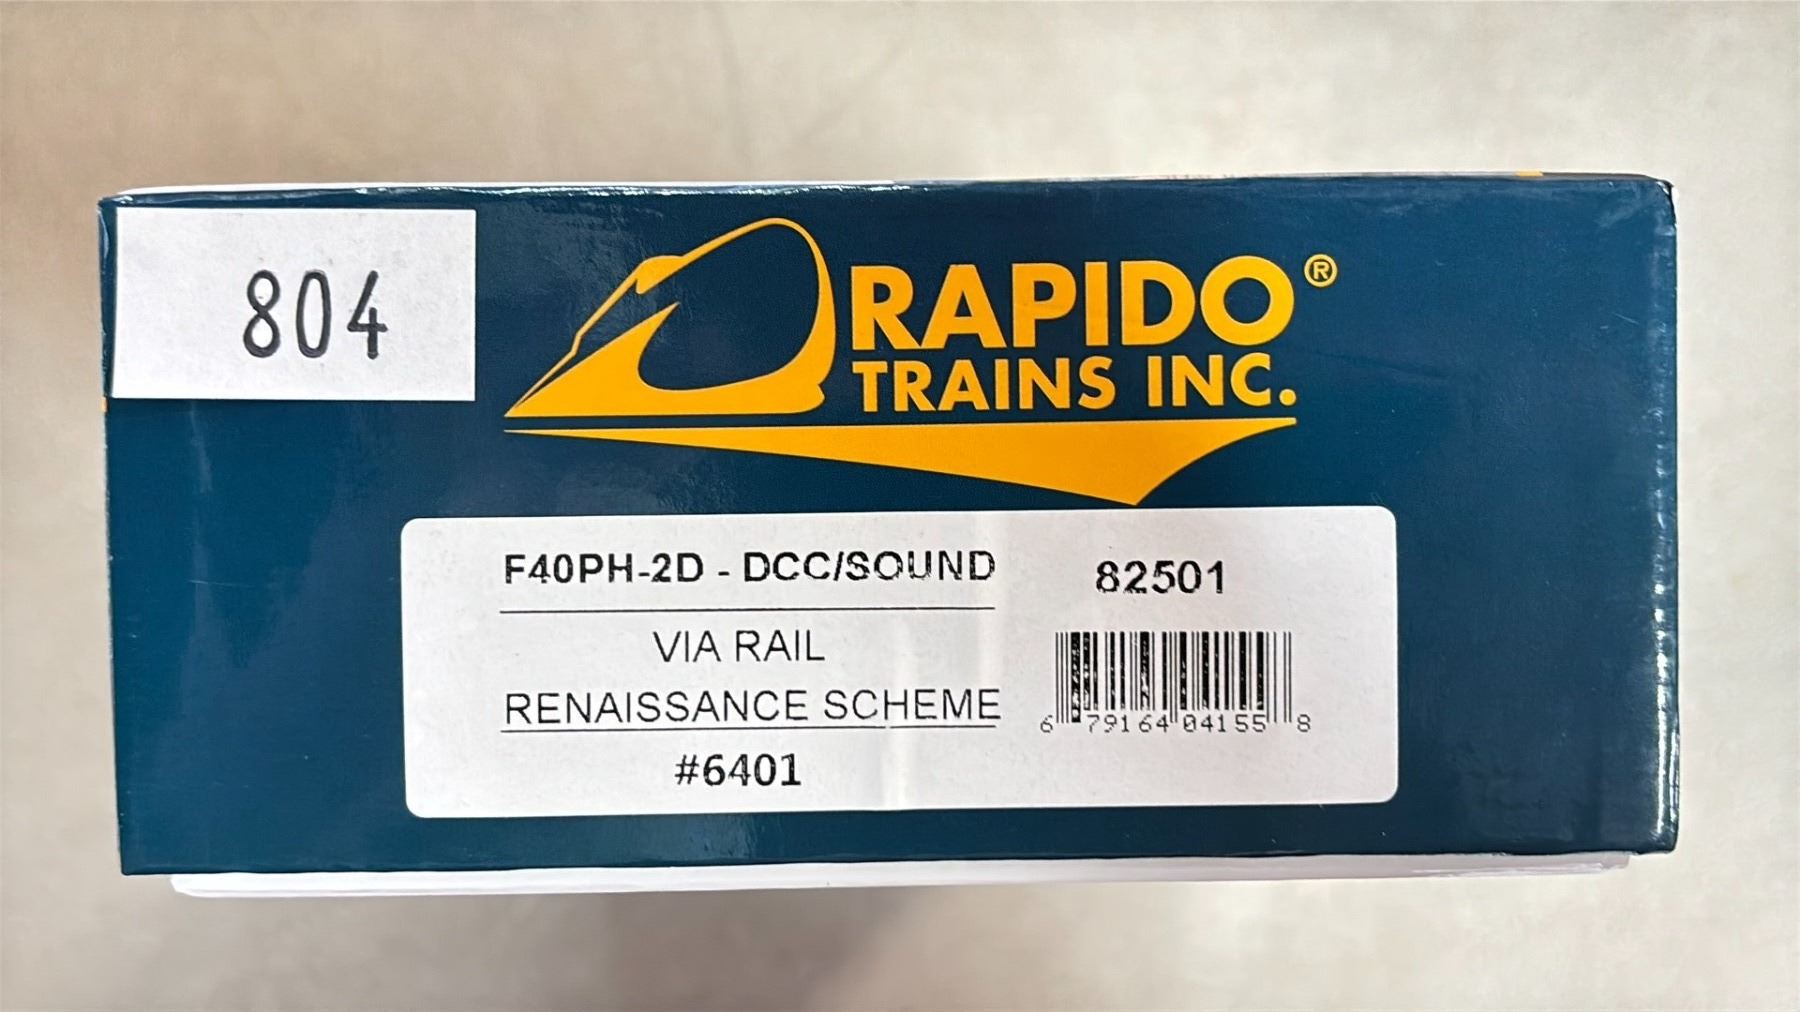 804
RAPIDO®
TRAINS INC.
F40PH-2D - DCC/SOUND
82501
VIA RAIL
RENAISSANCE SCHEME
#6401
6 79164 04155 8